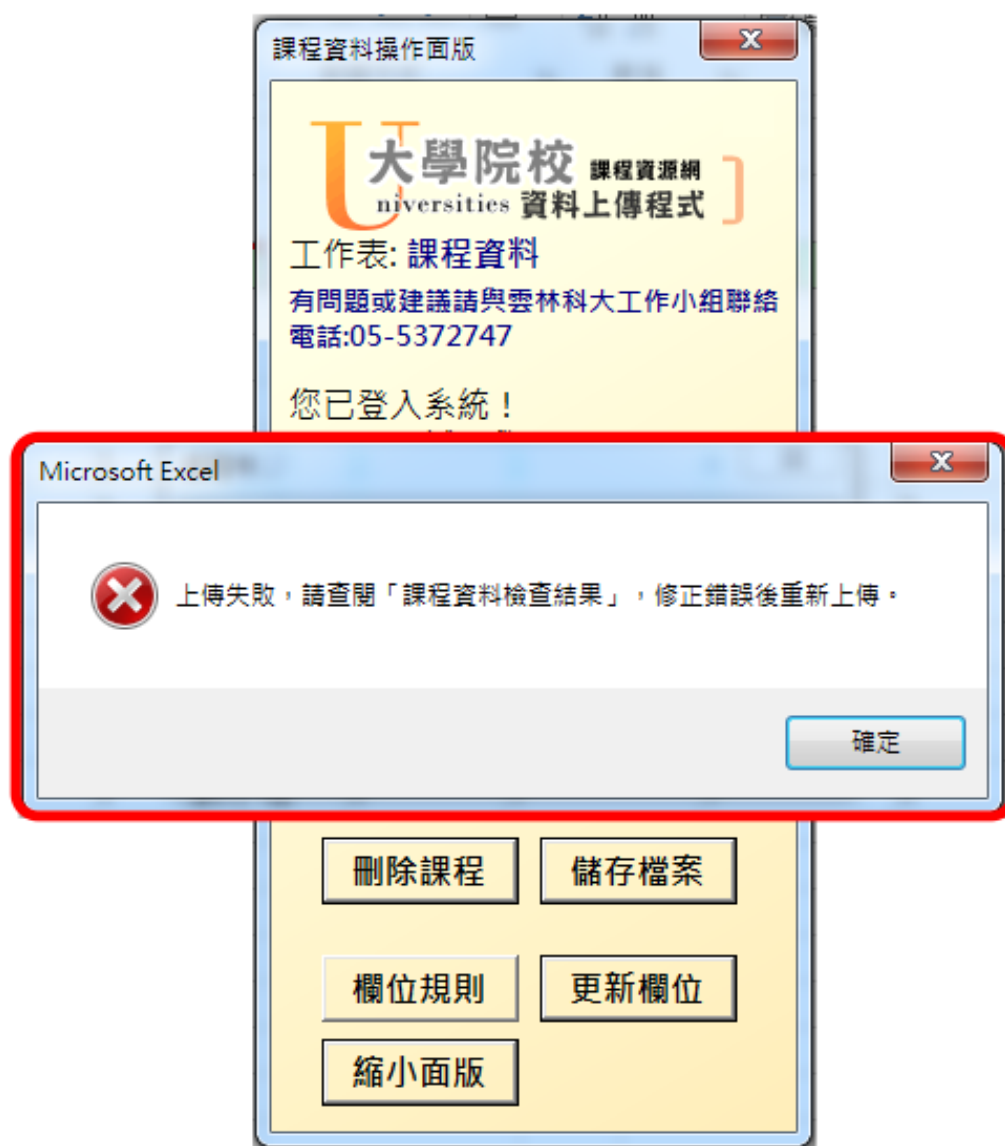 課程資料操作面版
U
大學院校 課程資源網
niversities 資料上傳程式
工作表: 課程資料
有問題或建議請與雲林科大工作小組聯絡
電話:05-5372747
您已登入系統！
Microsoft Excel
上傳失敗，請查閱「課程資料檢查結果」，修正錯誤後重新上傳。
確定
刪除課程
儲存檔案
欄位規則
更新欄位
縮小面版